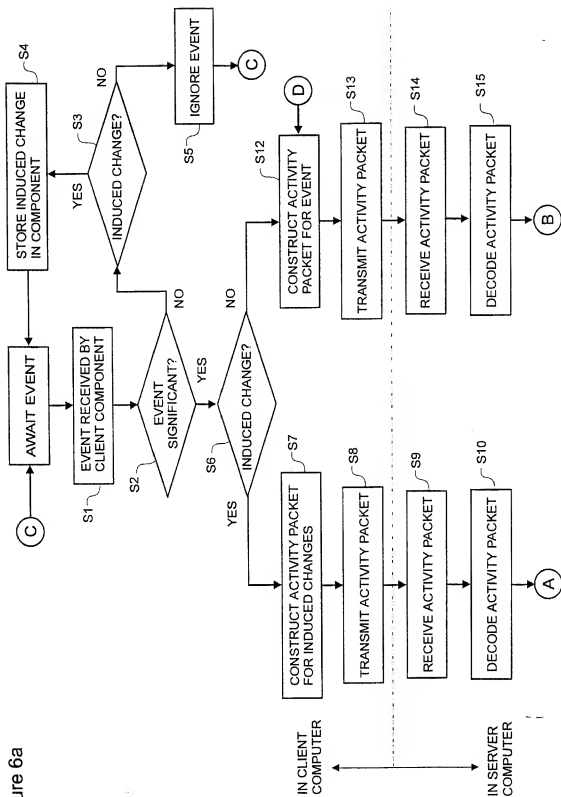 ure 6a
C
AWAIT EVENT
STORE INDUCED CHANGE
IN COMPONENT
S4
S1
EVENT RECEIVED BY
CLIENT COMPONENT
YES
S3
INDUCED CHANGE?
NO
S2
EVENT
SIGNIFICANT?
NO
YES
IGNORE EVENT
S5
C
S6
INDUCED CHANGE?
YES
NO
S7
CONSTRUCT ACTIVITY PACKET
FOR INDUCED CHANGES
S12
CONSTRUCT ACTIVITY
PACKET FOR EVENT
D
S8
TRANSMIT ACTIVITY PACKET
S13
TRANSMIT ACTIVITY PACKET
IN CLIENT
COMPUTER
IN SERVER
COMPUTER
S9
RECEIVE ACTIVITY PACKET
S14
RECEIVE ACTIVITY PACKET
S10
DECODE ACTIVITY PACKET
S15
DECODE ACTIVITY PACKET
A
B